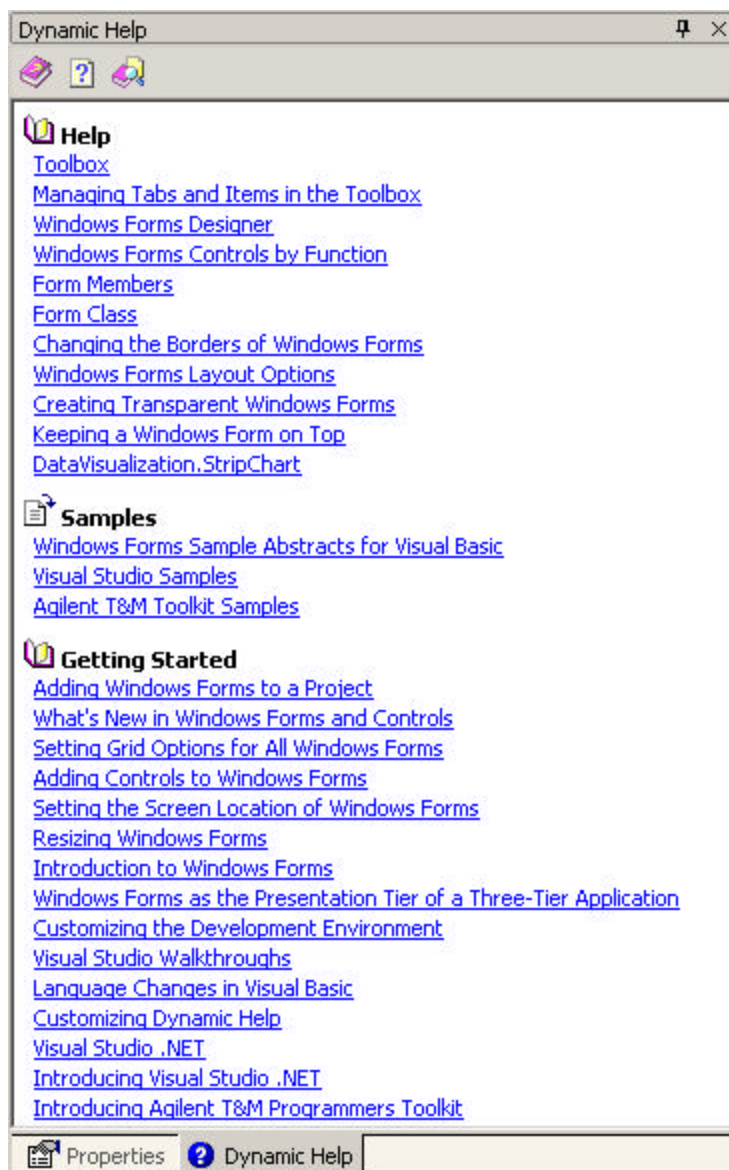 Dynamic Help
Help
Toolbox
Managing Tabs and Items in the Toolbox
Windows Forms Designer
Windows Forms Controls by Function
Form Members
Form Class
Changing the Borders of Windows Forms
Windows Forms Layout Options
Creating Transparent Windows Forms
Keeping a Windows Form on Top
DataVisualization.StripChart
Samples
Windows Forms Sample Abstracts for Visual Basic
Visual Studio Samples
Agilent T&M Toolkit Samples
Getting Started
Adding Windows Forms to a Project
What's New in Windows Forms and Controls
Setting Grid Options for All Windows Forms
Adding Controls to Windows Forms
Setting the Screen Location of Windows Forms
Resizing Windows Forms
Introduction to Windows Forms
Windows Forms as the Presentation Tier of a Three-Tier Application
Customizing the Development Environment
Visual Studio Walkthroughs
Language Changes in Visual Basic
Customizing Dynamic Help
Visual Studio .NET
Introducing Visual Studio .NET
Introducing Agilent T&M Programmers Toolkit
Properties Dynamic Help